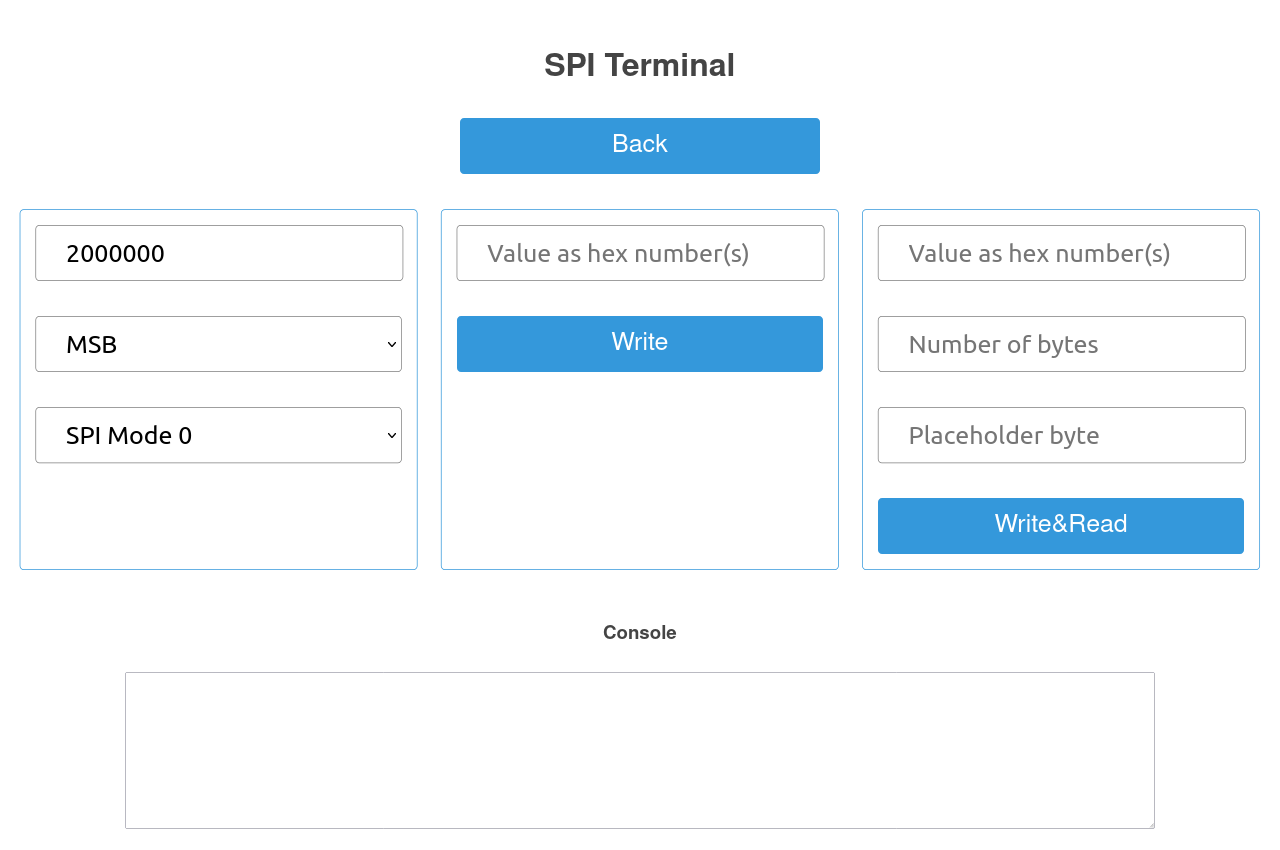 SPI Terminal
Back
2000000
MSB
SPI Mode 0
Value as hex number(s)
Write
Value as hex number(s)
Number of bytes
Placeholder byte
Write&Read
Console